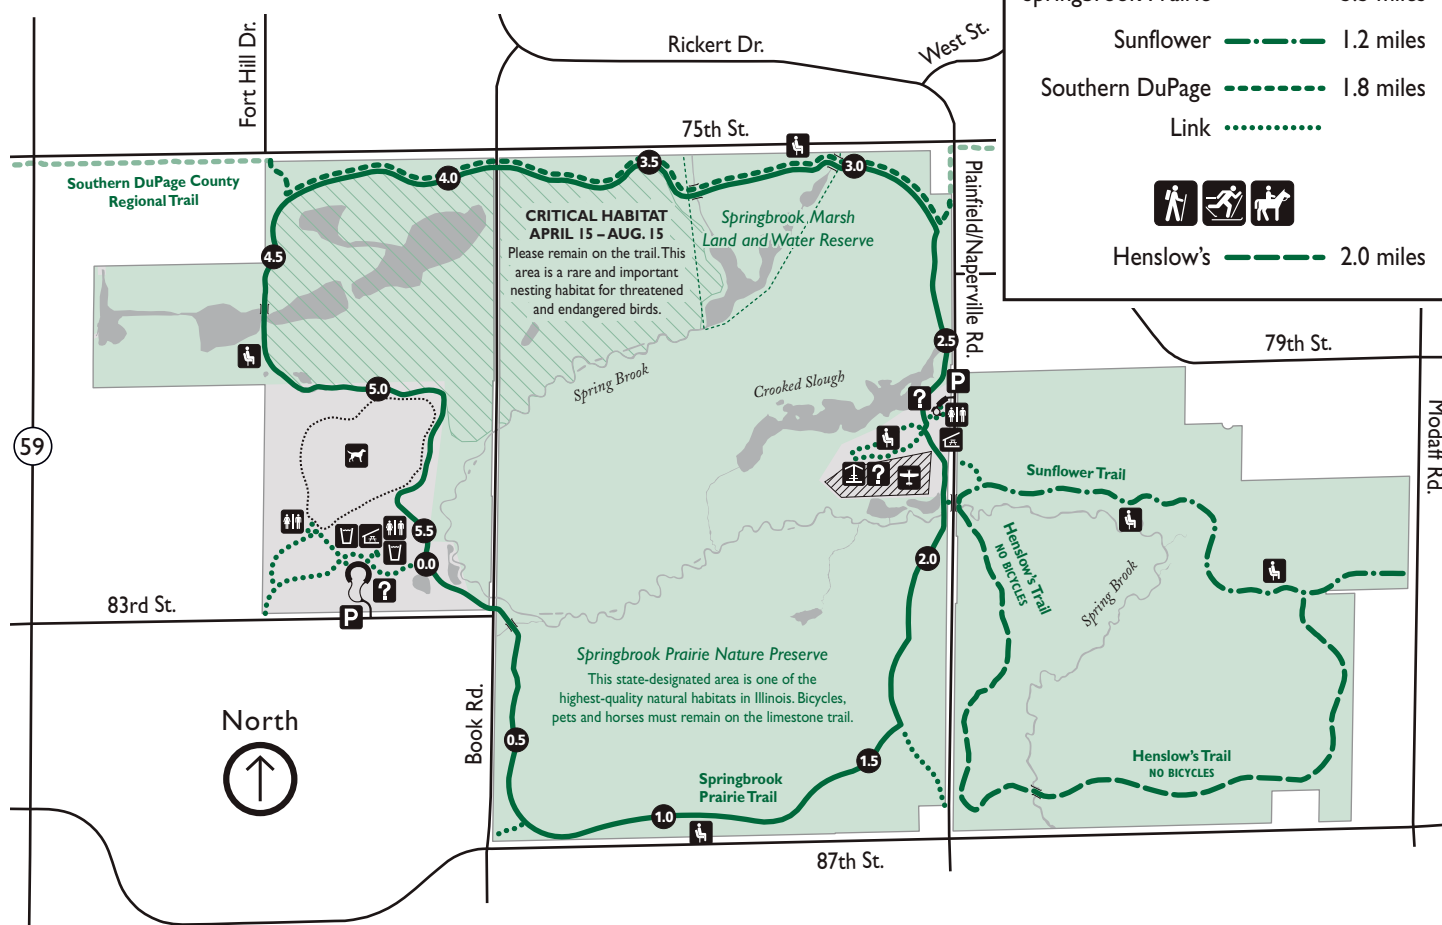 Sunflower 1.2 miles
Southern DuPage 1.8 miles
Link
Henslow's 2.0 miles
Fort Hill Dr.
Rickert Dr.
West St.
75th St.
Southern DuPage County
Regional Trail
4.0
3.5
3.0
4.5
CRITICAL HABITAT
APRIL 15 – AUG. 15
Please remain on the trail. This
area is a rare and important
nesting habitat for threatened
and endangered birds.
Springbrook Marsh
Land and Water Reserve
Plainfield/Naperville Rd.
2.5
79th St.
Modaff Rd.
59
5.0
Spring Brook
Crooked Slough
P
?
?
Sunflower Trail
Henslow's Trail
NO BICYCLES
Spring Brook
5.5
0.0
2.0
?
P
83rd St.
Springbrook Prairie Nature Preserve
This state-designated area is one of the
highest-quality natural habitats in Illinois. Bicycles,
pets and horses must remain on the limestone trail.
North
Book Rd.
0.5
1.5
Springbrook
Prairie Trail
1.0
Henslow's Trail
NO BICYCLES
87th St.